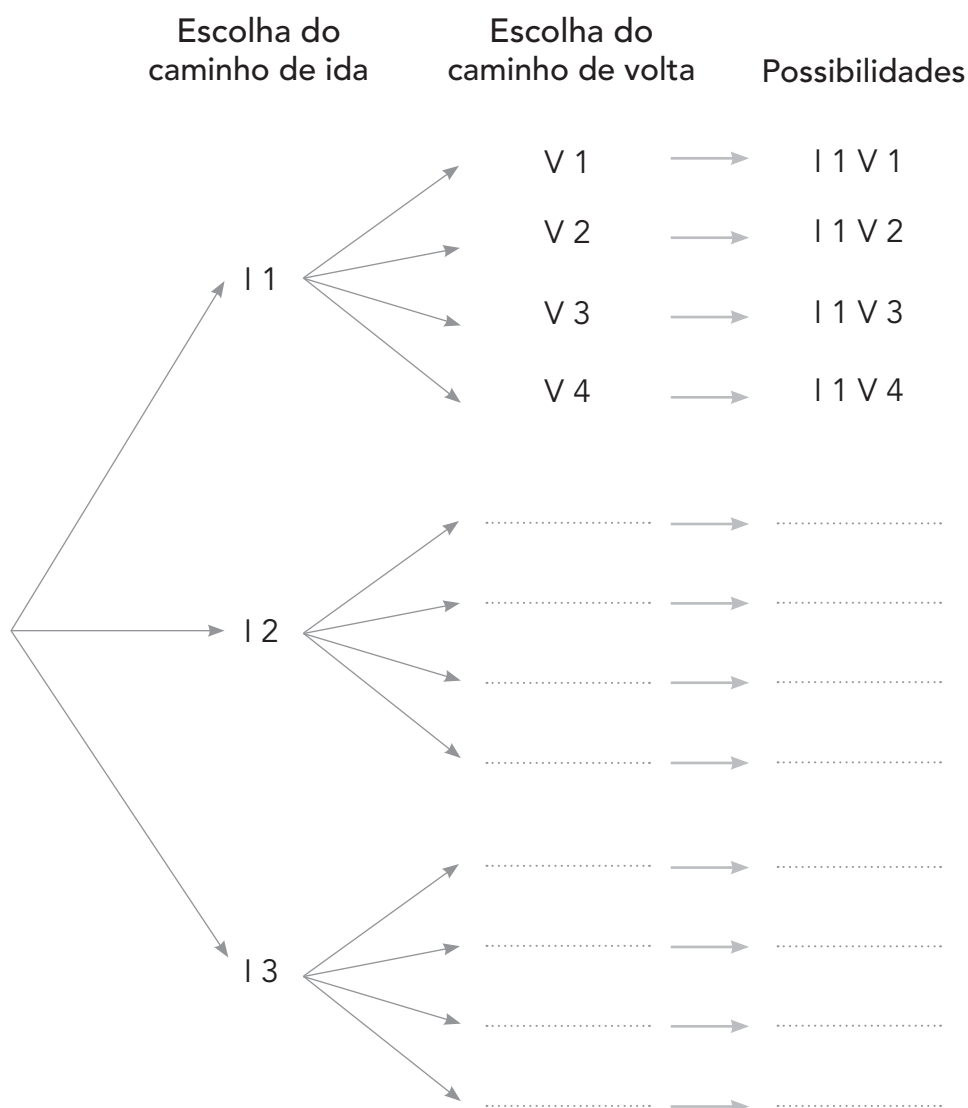 Escolha do
caminho de ida
Escolha do
caminho de volta
Possibilidades
I 1
V 1
I 1 V 1
V 2
I 1 V 2
V 3
I 1 V 3
V 4
I 1 V 4
I 2
I 3